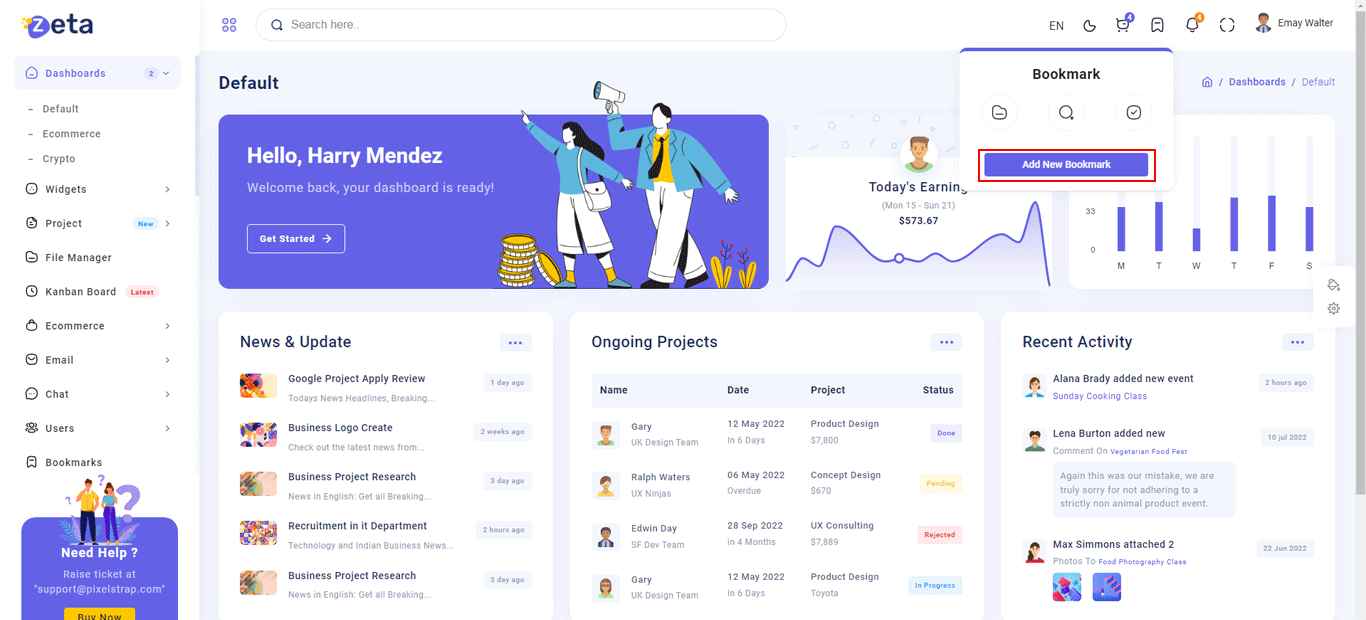 zeta
Search here..
EN
4
4
Emay Walter
Dashboards
2
Default
Ecommerce
Crypto
Widgets
Project
New
File Manager
Kanban Board
Latest
Ecommerce
Email
Chat
Users
Bookmarks
Need Help ?
Raise ticket at
"support@pixelstrap.com"
Buy Now
Default
/ Dashboards / Default
Hello, Harry Mendez
Welcome back, your dashboard is ready!
Get Started
Today's Earning
(Mon 15 - Sun 21)
$573.67
Bookmark
Add New Bookmark
33
0
M T W T F S
News & Update
Google Project Apply Review
1 day ago
Todays News Headlines, Breaking...
Business Logo Create
2 weeks ago
Check out the latest news from...
Business Project Research
3 day ago
News in English: Get all Breaking...
Recruitment in it Department
2 hours ago
Technology and Indian Business News...
Business Project Research
3 day ago
News in English: Get all Breaking...
Ongoing Projects
Name Date Project Status
Gary 12 May 2022 Product Design Done
UK Design Team In 6 Days $7,800
Ralph Waters 06 May 2022 Concept Design Pending
UX Ninjas Overdue $670
Edwin Day 28 Sep 2022 UX Consulting Rejected
SF Dev Team in 4 Months $7,889
Gary 12 May 2022 Product Design In Progress
UK Design Team In 6 Days Toyota
Recent Activity
Alana Brady added new event
2 hours ago
Sunday Cooking Class
Lena Burton added new
10 jul 2022
Comment On Vegetarian Food Fest
Again this was our mistake, we are
truly sorry for not adhering to a
strictly non animal product event.
Max Simmons attached 2
22 Jun 2022
Photos To Food Photography Class